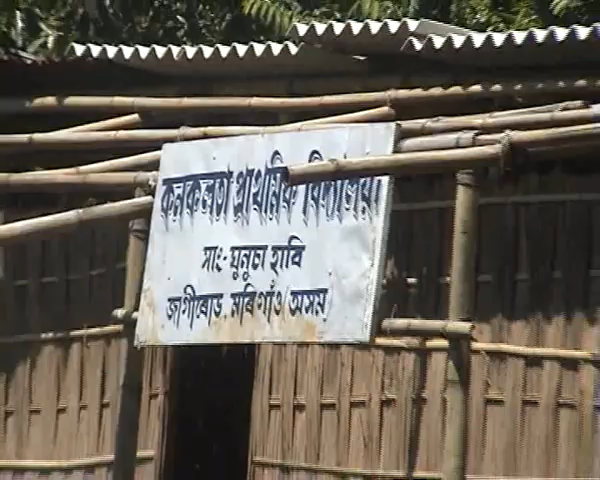 কনকলতা প্ৰাথমিক বিদ্যালয়
সাং- ঘুনুচা হাবি
জাগীৰোড মৰিগাঁও অসম